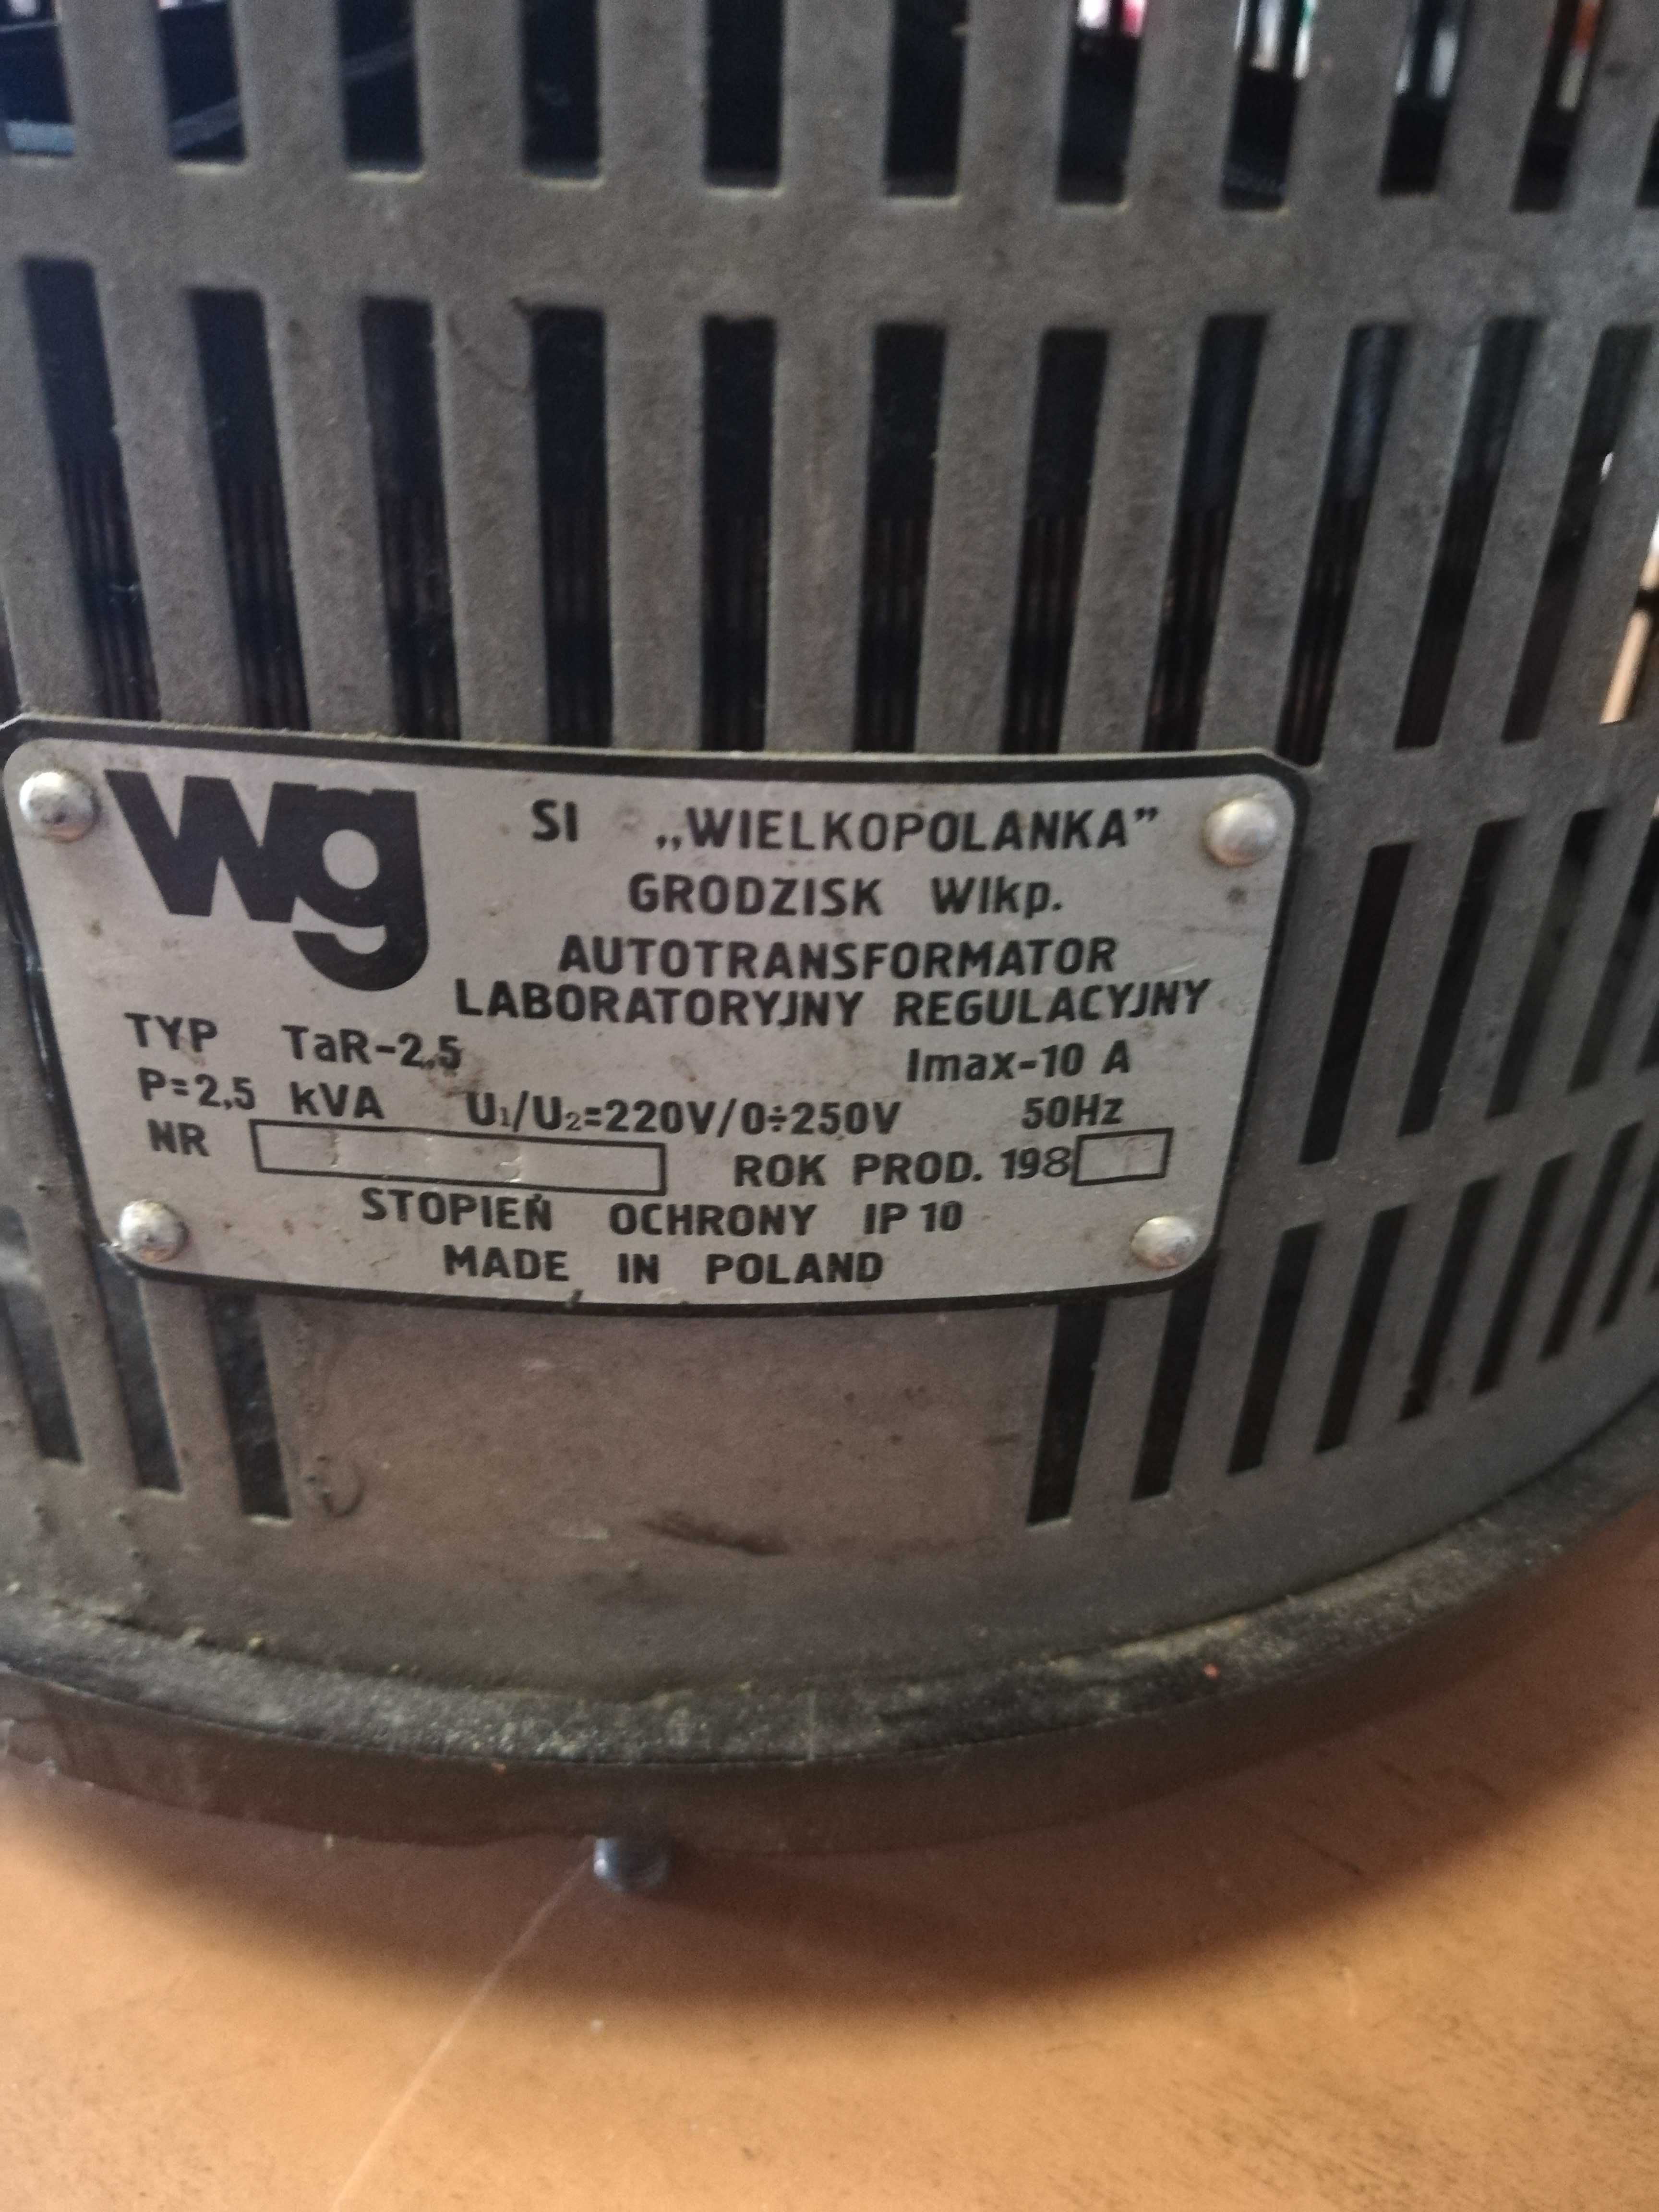 wg
SI „WIELKOPOLANKA”
GRODZISK Wlkp.
AUTOTRANSFORMATOR
LABORATORYJNY REGULACYJNY
TYP TaR-2,5 Imax-10 A
P=2,5 kVA U₁/U₂=220V/0÷250V 50Hz
NR ROK PROD. 198
STOPIEŃ OCHRONY IP 10
MADE IN POLAND